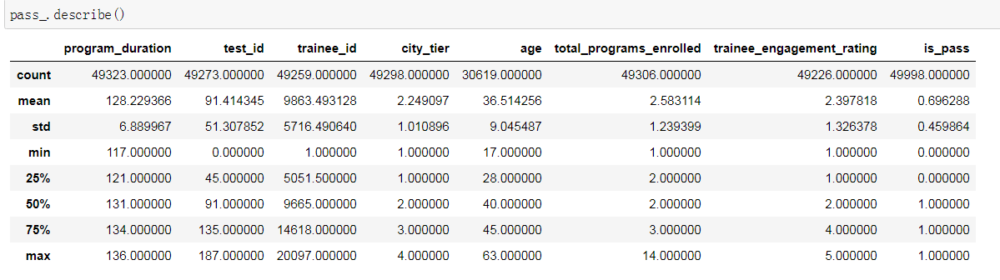 pass_.describe()
program_duration test_id trainee_id city_tier age total_programs_enrolled trainee_engagement_rating is_pass
count 49323.000000 49273.000000 49259.000000 49298.000000 30619.000000 49306.000000 49226.000000 49998.000000
mean 128.229366 91.414345 9863.493128 2.249097 36.514256 2.583114 2.397818 0.696288
std 6.889967 51.307852 5716.490640 1.010896 9.045487 1.239399 1.326378 0.459864
min 117.000000 0.000000 1.000000 1.000000 17.000000 1.000000 1.000000 0.000000
25% 121.000000 45.000000 5051.500000 1.000000 28.000000 2.000000 1.000000 0.000000
50% 131.000000 91.000000 9665.000000 2.000000 40.000000 2.000000 2.000000 1.000000
75% 134.000000 135.000000 14618.000000 3.000000 45.000000 3.000000 4.000000 1.000000
max 136.000000 187.000000 20097.000000 4.000000 63.000000 14.000000 5.000000 1.000000